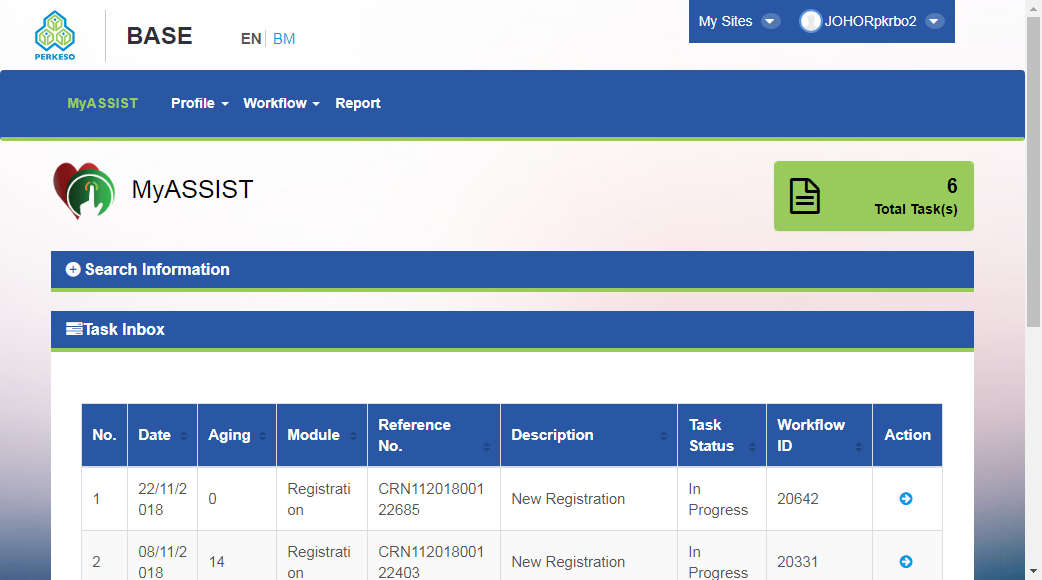 My Sites JOHORpkrbo2
PERKESO
BASE EN BM
MyASSIST Profile Workflow Report
MyASSIST
6
Total Task(s)
Search Information
Task Inbox
No. Date Aging Module Reference No. Description Task Status Workflow ID Action
1 22/11/2018 0 Registration CRN11201800122685 New Registration In Progress 20642
2 08/11/2018 14 Registration CRN11201800122403 New Registration In Progress 20331